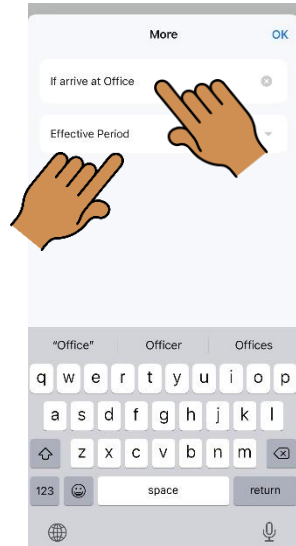 More OK
If arrive at Office
Effective Period
"Office" Officer Offices
q w e r t y u i o p
a s d f g h j k l
z x c v b n m
123 space return